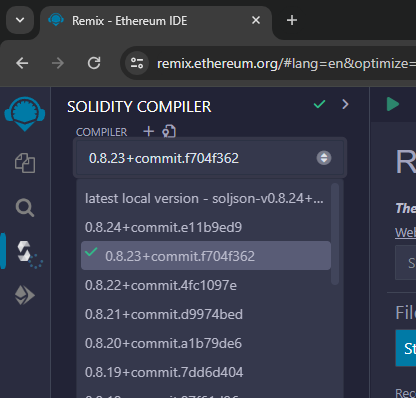 Remix - Ethereum IDE
remix.ethereum.org/#lang=en&optimize=
SOLIDITY COMPILER
COMPILER
0.8.23+commit.f704f362
latest local version - soljson-v0.8.24+...
0.8.24+commit.e11b9ed9
0.8.23+commit.f704f362
0.8.22+commit.4fc1097e
0.8.21+commit.d9974bed
0.8.20+commit.a1b79de6
0.8.19+commit.7dd6d404
R
The
Web
S
File
St
Rec